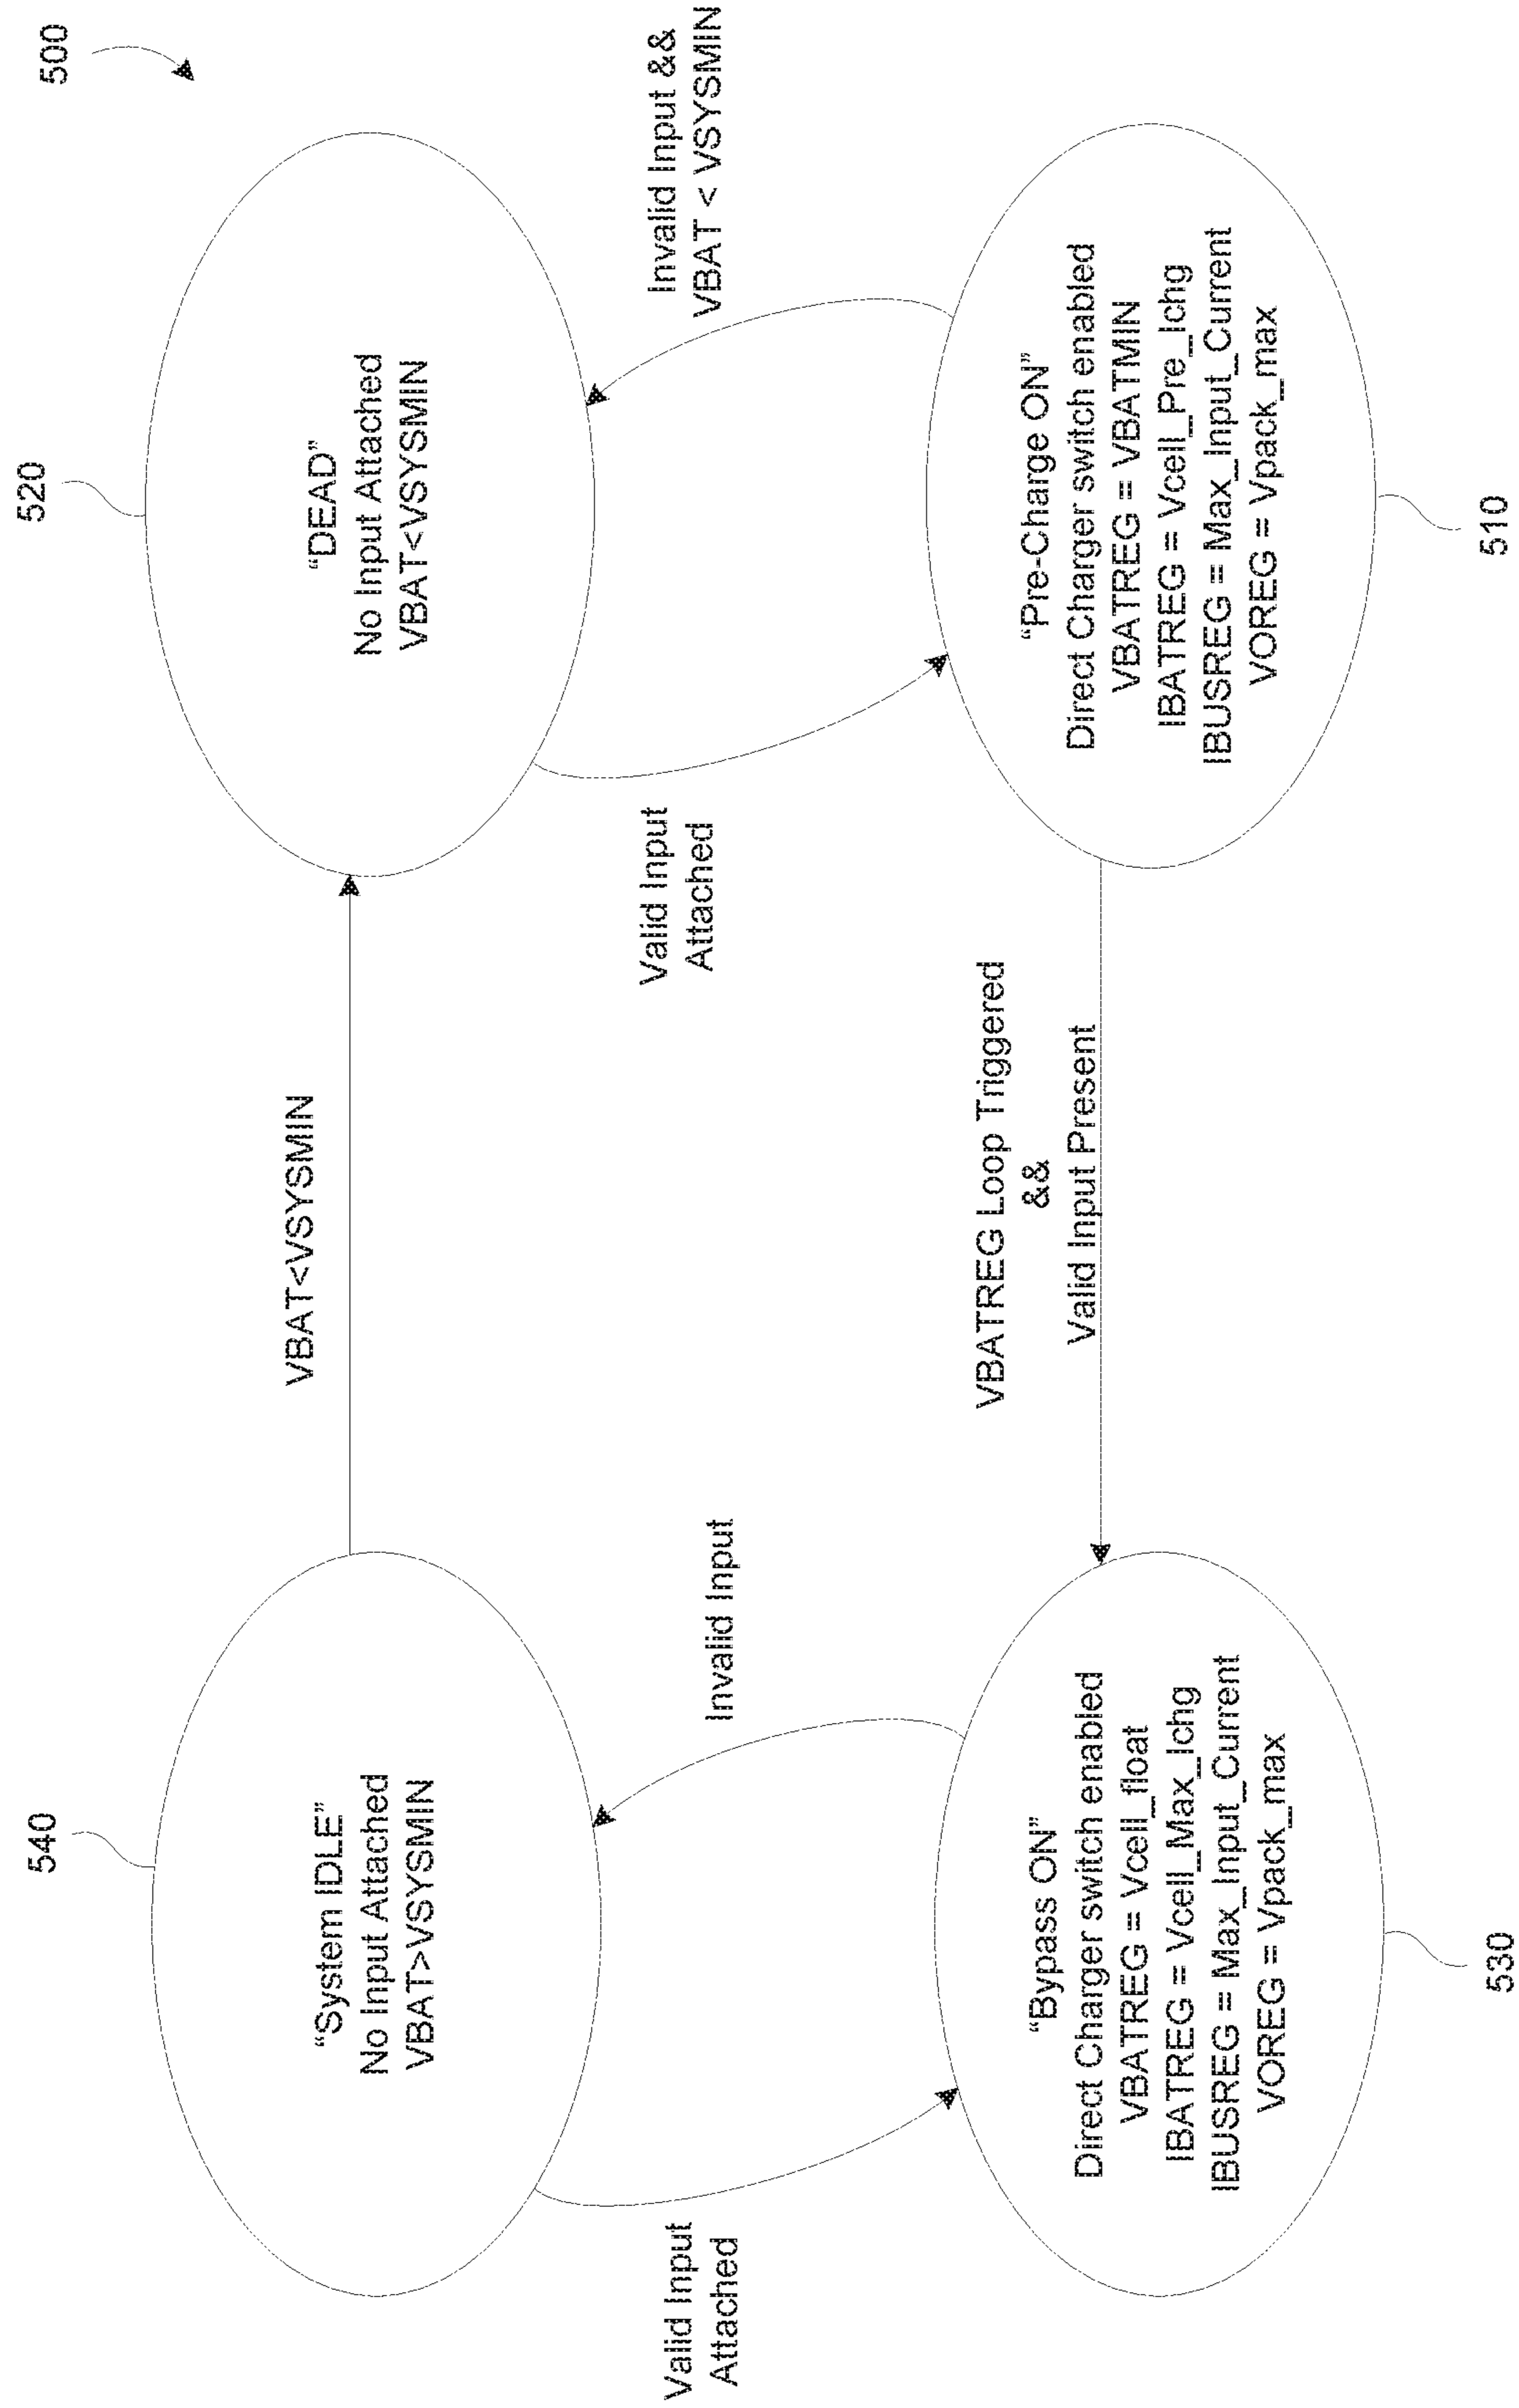 500
540
"System IDLE"
No Input Attached
VBAT>VSYSMIN
VBAT<VSYSMIN
520
"DEAD"
No Input Attached
VBAT<VSYSMIN
Valid Input
Attached
Invalid Input
Valid Input
Attached
Invalid Input &&
VBAT < VSYSMIN
"Bypass ON"
Direct Charger switch enabled
VBATREG = Vcell_float
IBATREG = Vcell_Max_Ichg
IBUSREG = Max_Input_Current
VOREG = Vpack_max
530
VBATREG Loop Triggered
&&
Valid Input Present
"Pre-Charge ON"
Direct Charger switch enabled
VBATREG = VBATMIN
IBATREG = Vcell_Pre_Ichg
IBUSREG = Max_Input_Current
VOREG = Vpack_max
510